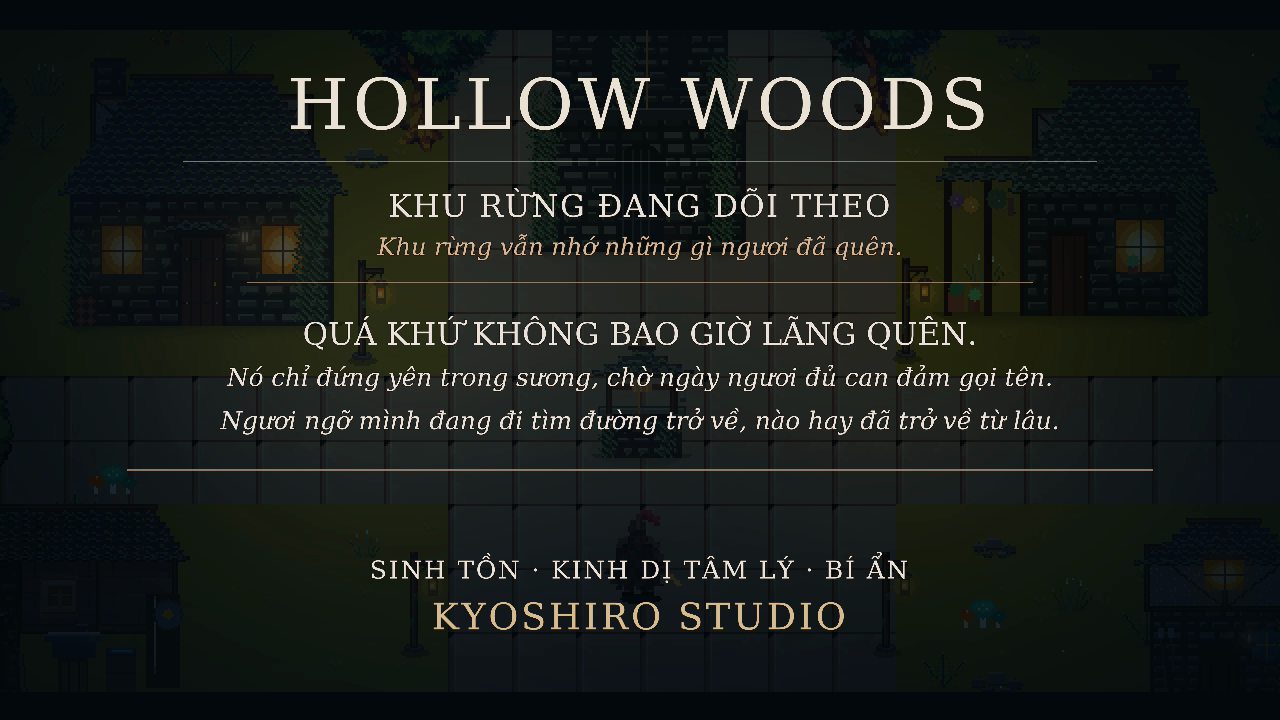 HOLLOW WOODS
KHU RỪNG ĐANG DÕI THEO
Khu rừng vẫn nhớ những gì ngươi đã quên.
QUÁ KHỨ KHÔNG BAO GIỜ LÃNG QUÊN.
Nó chỉ đứng yên trong sương, chờ ngày ngươi đủ can đảm gọi tên.
Ngươi ngỡ mình đang đi tìm đường trở về, nào hay đã trở về từ lâu.
SINH TỒN · KINH DỊ TÂM LÝ · BÍ ẨN
KYOSHIRO STUDIO